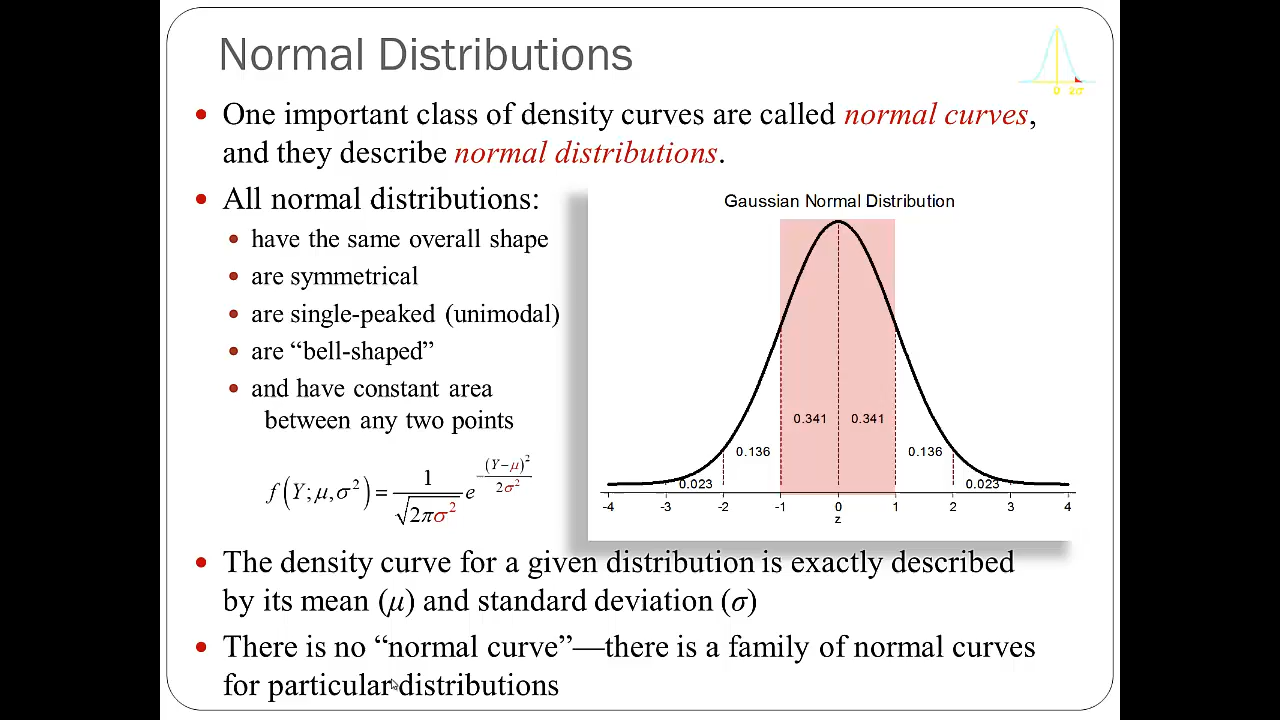 Normal Distributions
0 2σ
• One important class of density curves are called normal curves,
and they describe normal distributions.
• All normal distributions:
• have the same overall shape
• are symmetrical
• are single-peaked (unimodal)
• are “bell-shaped”
• and have constant area
between any two points
f(Y;μ,σ²)=1/√(2πσ²) e^(−(Y−μ)²/2σ²)
Gaussian Normal Distribution
0.341 0.341
0.136 0.136
0.023 0.023
-4 -3 -2 -1 0 1 2 3 4
z
• The density curve for a given distribution is exactly described
by its mean (μ) and standard deviation (σ)
• There is no “normal curve”—there is a family of normal curves
for particular distributions